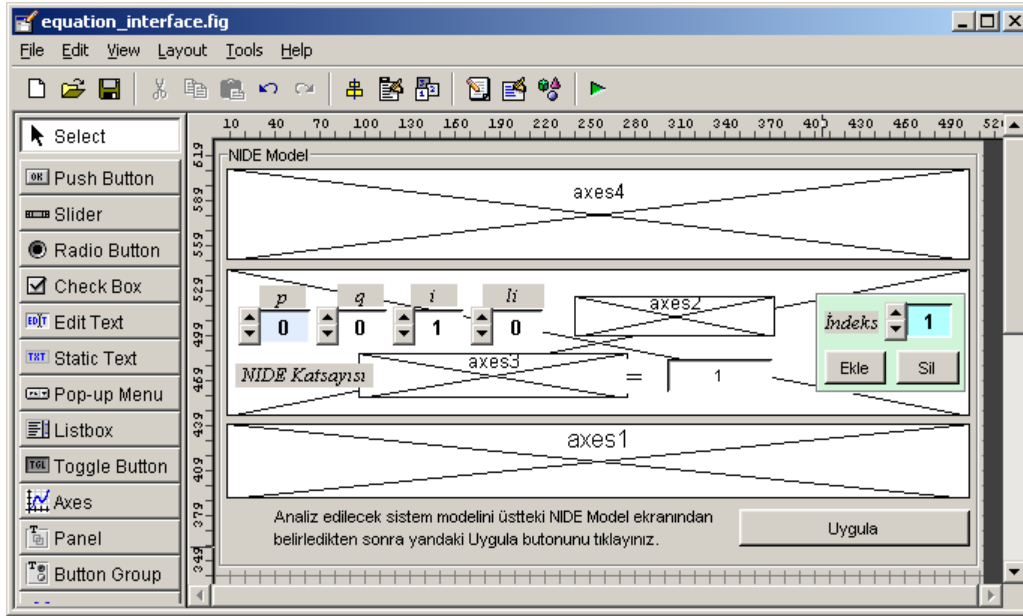 equation_interface.fig
File Edit View Layout Tools Help
Select
Push Button
Slider
Radio Button
Check Box
Edit Text
Static Text
Pop-up Menu
Listbox
Toggle Button
Axes
Panel
Button Group
10 40 70 100 130 160 190 220 250 280 310 340 370 400 430 460 490
619
589
559
529
499
469
439
409
379
349
NIDE Model
axes4
p q i li
0 0 1 0
axes2
İndeks 1
NIDE Katsayısı
axes3
= 1
Ekle Sil
axes1
Analiz edilecek sistem modelini üstteki NIDE Model ekranından
belirledikten sonra yandaki Uygula butonunu tıklayınız.
Uygula